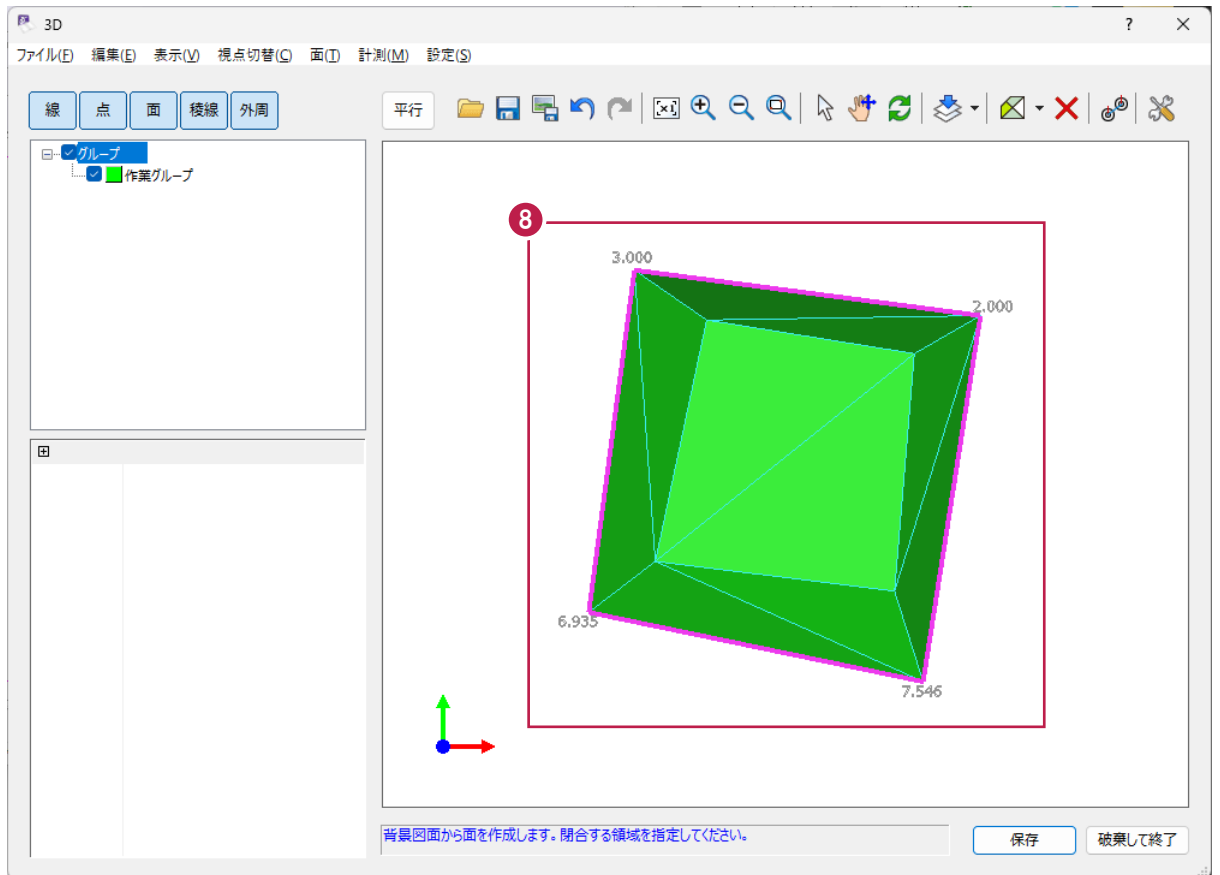 3D
?
ファイル(F) 編集(E) 表示(V) 視点切替(C) 面(T) 計測(M) 設定(S)
線 点 面 稜線 外周 平行
グループ
作業グループ
8
3.000
2.000
6.935
7.546
背景図面から面を作成します。閉合する領域を指定してください。
保存 破棄して終了